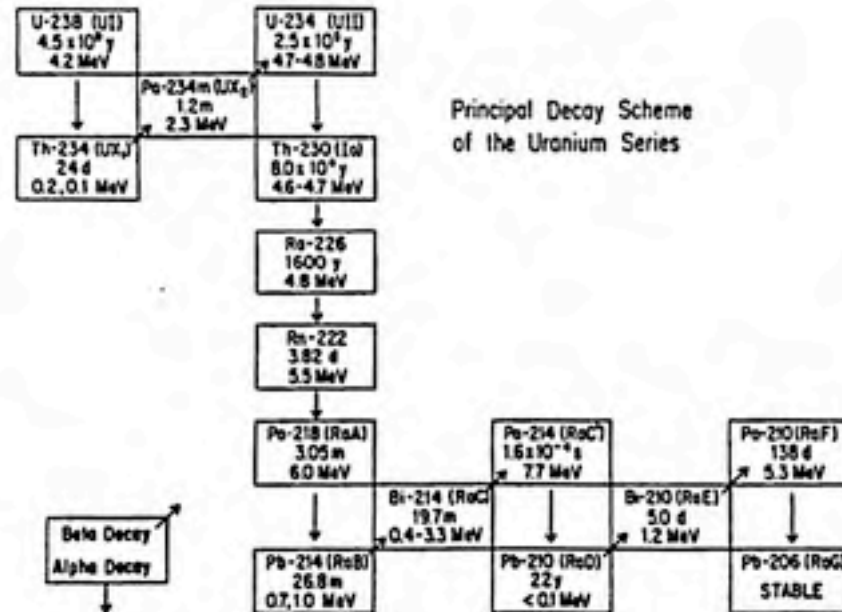 U-238 (UI)
4.5 x 10⁹ y
4.2 MeV
U-234 (UII)
2.5 x 10⁵ y
4.7-4.8 MeV
Pa-234m (UX₂)
1.2 m
2.3 MeV
Principal Decay Scheme
of the Uranium Series
Th-234 (UX₁)
24 d
0.2, 0.1 MeV
Th-230 (Io)
8.0 x 10⁴ y
4.6-4.7 MeV
Ra-226
1600 y
4.8 MeV
Rn-222
3.82 d
5.5 MeV
Po-218 (RaA)
3.05 m
6.0 MeV
Po-214 (RaC')
1.6 x 10⁻⁴ s
7.7 MeV
Po-210 (RaF)
138 d
5.3 MeV
Bi-214 (RaC)
19.7 m
0.4-3.3 MeV
Bi-210 (RaE)
5.0 d
1.2 MeV
Beta Decay
Alpha Decay
Pb-214 (RaB)
26.8 m
0.7, 1.0 MeV
Pb-210 (RaD)
22 y
< 0.1 MeV
Pb-206 (RaG)
STABLE